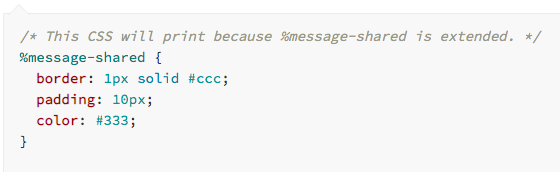 /* This CSS will print because %message-shared is extended. */
%message-shared {
  border: 1px solid #ccc;
  padding: 10px;
  color: #333;
}